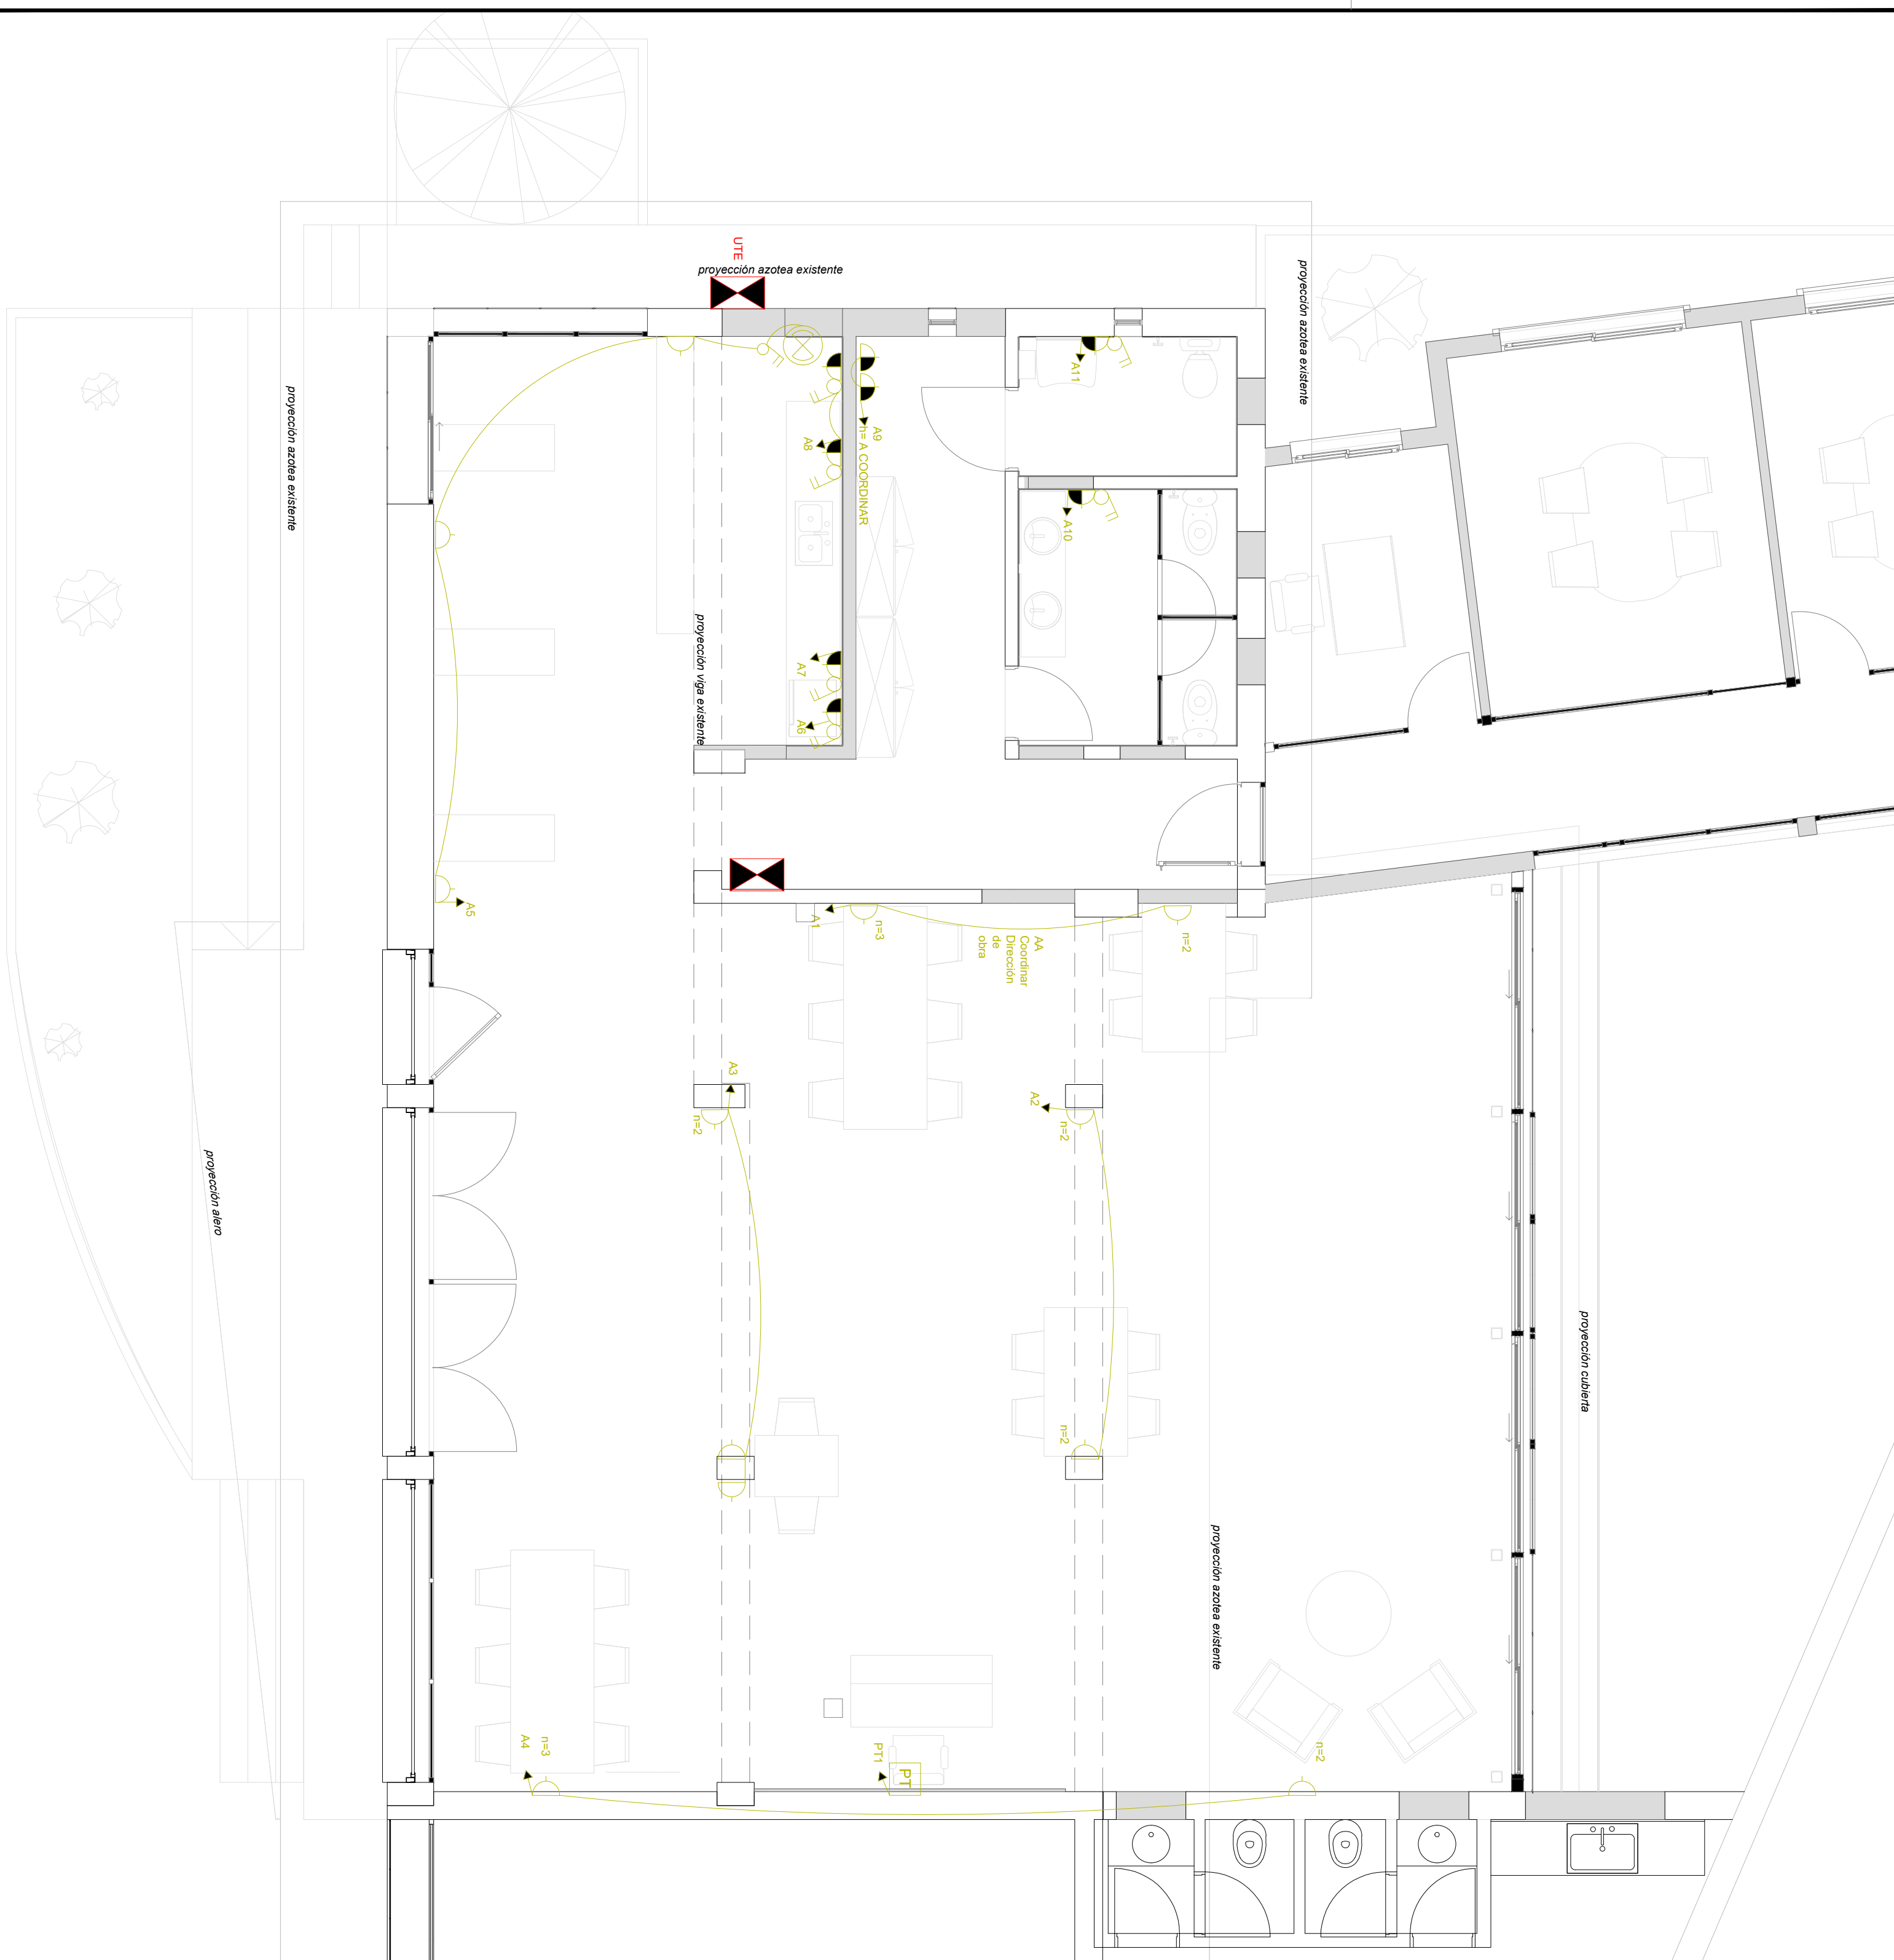 UTE
proyección azotea existente
proyección azotea existente
A11
proyección azotea existente
A9
h= A COORDINAR
A8
A10
proyección viga existente
A7
A6
A5
A1
n=3
n=2
AA
Coordinar
Dirección
de
obra
A3
n=2
A2
n=2
proyección alero
proyección cubierta
n=2
proyección azotea existente
A4
n=3
PT1
PT
n=2